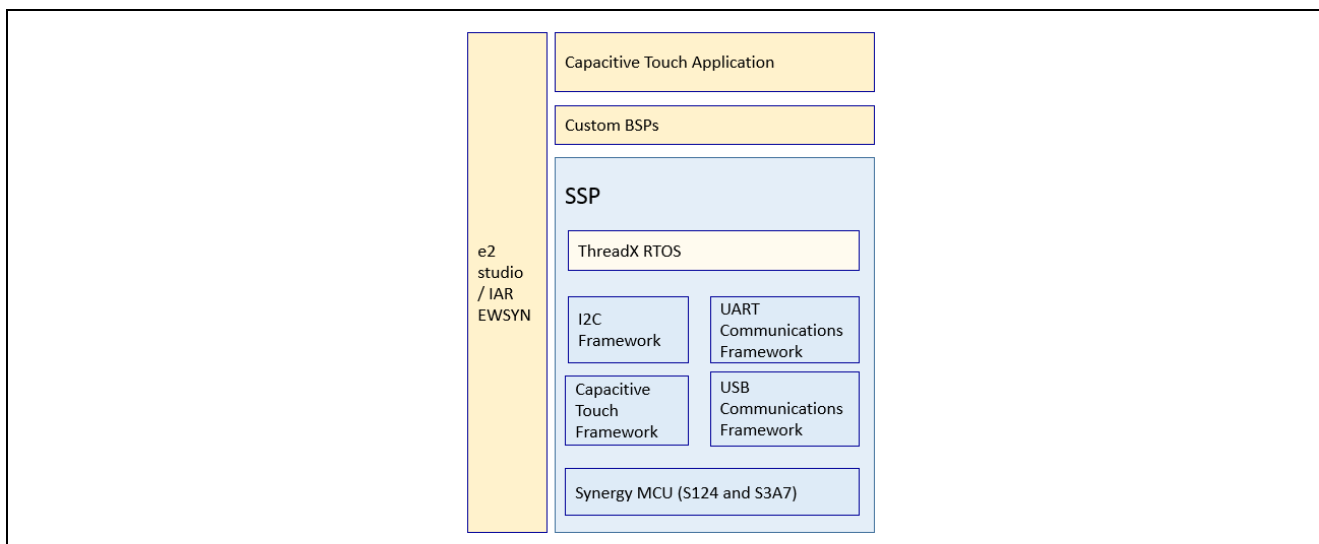 Capacitive Touch Application
Custom BSPs
e2
studio
/ IAR
EWSYN
SSP
ThreadX RTOS
I2C
Framework
UART
Communications
Framework
Capacitive
Touch
Framework
USB
Communications
Framework
Synergy MCU (S124 and S3A7)